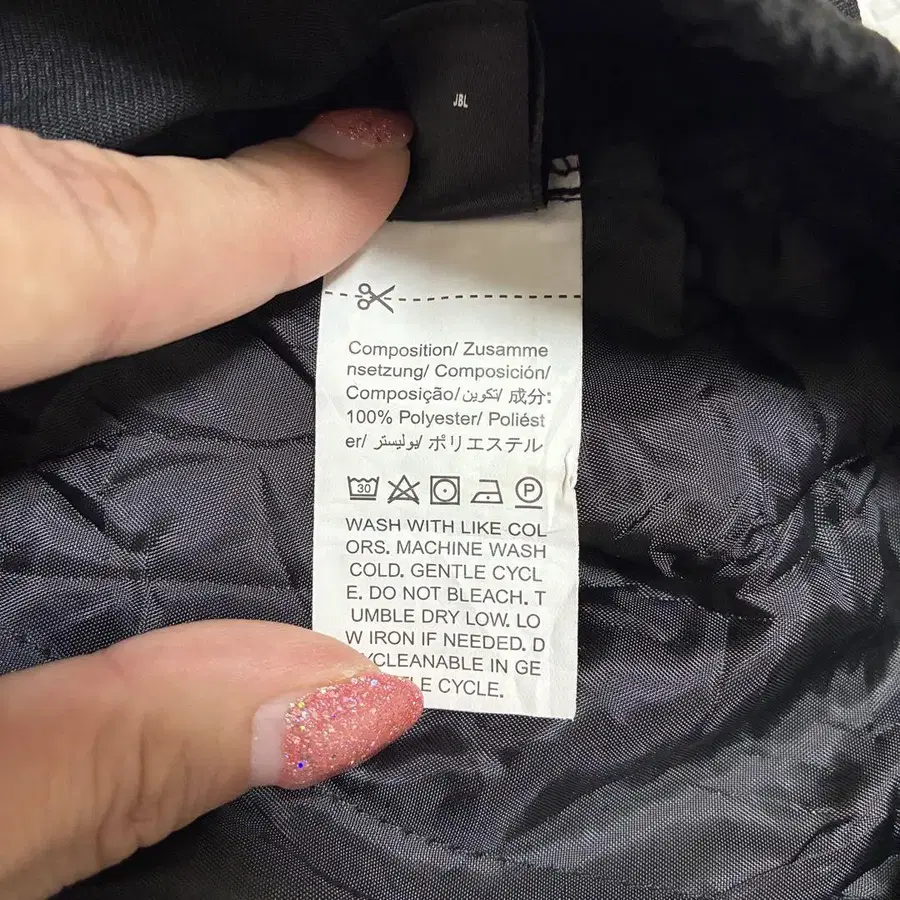 JBL
Composition/ Zusamme
nsetzung/ Composición/
Composição/تكوين/ 成分:
100% Polyester/ Poliést
er/ بوليستر/ ポリエステル
30 P
WASH WITH LIKE COL
ORS. MACHINE WASH
COLD. GENTLE CYCL
E. DO NOT BLEACH. T
UMBLE DRY LOW. LO
W IRON IF NEEDED. D
YCLEANABLE IN GE
LE CYCLE.